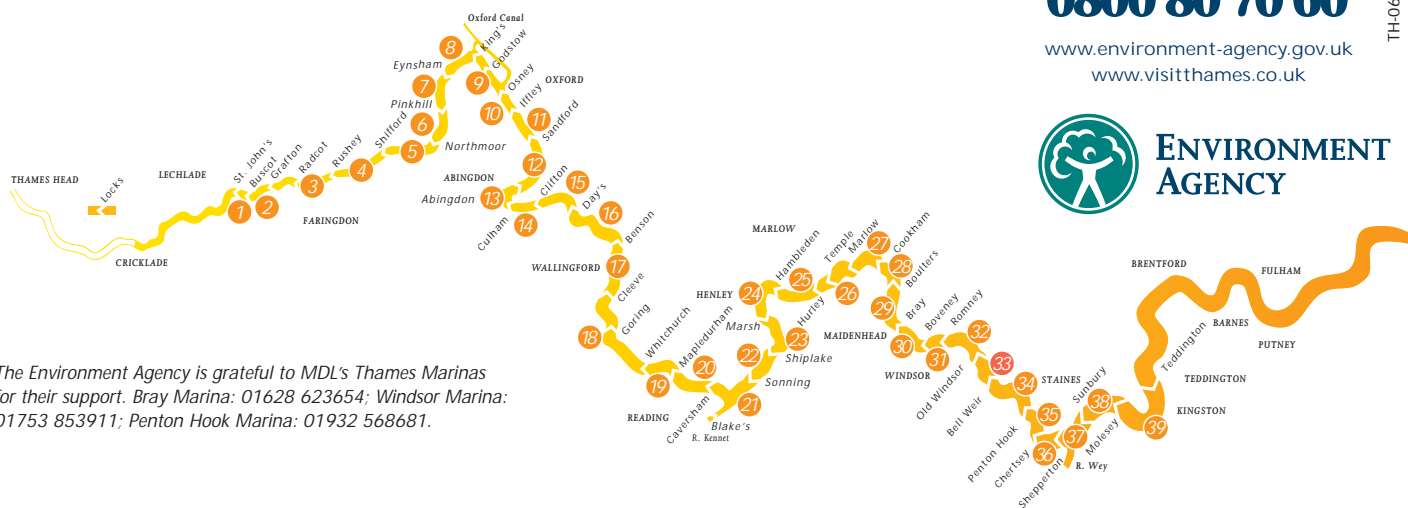 0800 80 70 60
www.environment-agency.gov.uk
www.visitthames.co.uk
TH-06
ENVIRONMENT
AGENCY
THAMES HEAD
Locks
CRICKLADE
LECHLADE
St. John's
Buscot
Grafton
Radcot
Rushey
Shifford
FARINGDON
Northmoor
Pinkhill
Eynsham
Oxford Canal
King's
Godstow
Osney
OXFORD
Iffley
Sandford
ABINGDON
Abingdon
Culham
Clifton
Day's
Benson
WALLINGFORD
Cleeve
Goring
Whitchurch
Mapledurham
READING
Caversham
Blake's
R. Kennet
Sonning
Shiplake
Marsh
HENLEY
Hambleden
Hurley
MARLOW
Temple
Marlow
Cookham
Boulters
MAIDENHEAD
Bray
Boveney
Romney
WINDSOR
Old Windsor
Bell Weir
STAINES
Penton Hook
Chertsey
Shepperton
R. Wey
Sunbury
Molesey
Teddington
TEDDINGTON
KINGSTON
BRENTFORD
FULHAM
BARNES
PUTNEY
1
2
3
4
5
6
7
8
9
10
11
12
13
14
15
16
17
18
19
20
21
22
23
24
25
26
27
28
29
30
31
32
33
34
35
36
37
38
39
The Environment Agency is grateful to MDL's Thames Marinas
for their support. Bray Marina: 01628 623654; Windsor Marina:
01753 853911; Penton Hook Marina: 01932 568681.